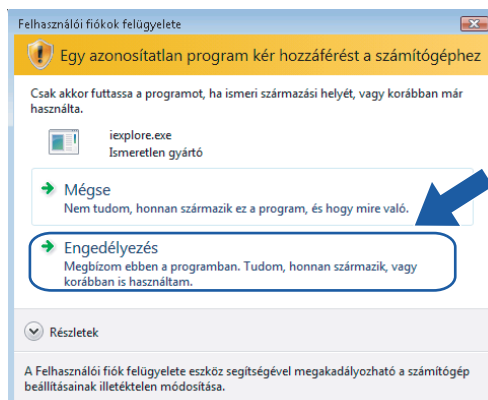 Felhasználói fiókok felügyelete
Egy azonosítatlan program kér hozzáférést a számítógéphez
Csak akkor futtassa a programot, ha ismeri származási helyét, vagy korábban már
használta.
iexplore.exe
Ismeretlen gyártó
Mégse
Nem tudom, honnan származik ez a program, és hogy mire való.
Engedélyezés
Megbízom ebben a programban. Tudom, honnan származik, vagy
korábban is használtam.
Részletek
A Felhasználói fiók felügyelete eszköz segítségével megakadályozható a számítógép
beállításainak illetéktelen módosítása.